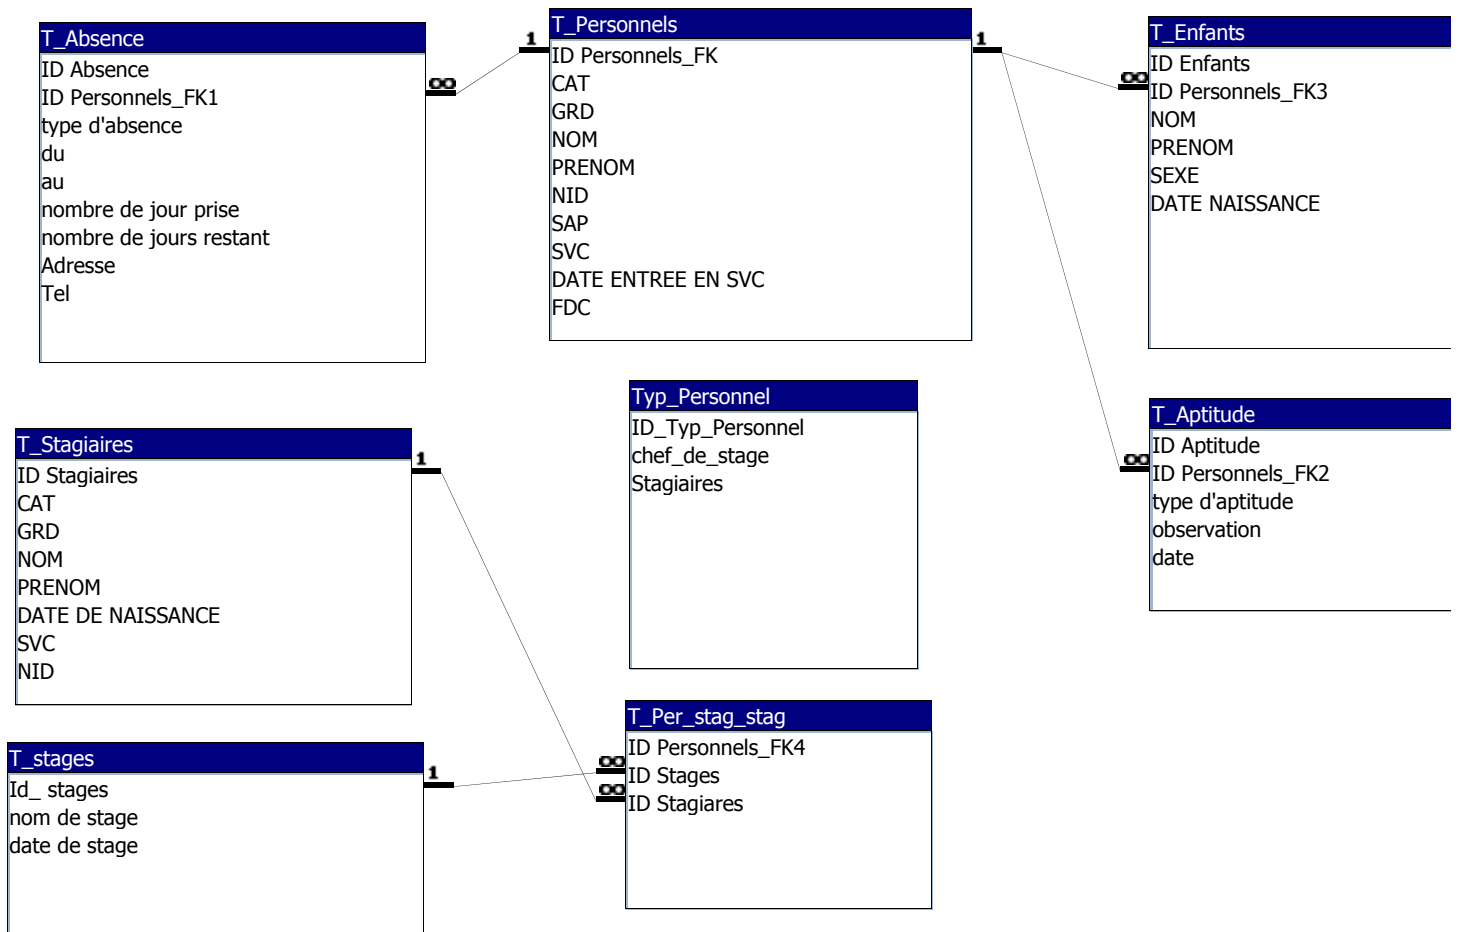 T_Absence
ID Absence
ID Personnels_FK1
type d'absence
du
au
nombre de jour prise
nombre de jours restant
Adresse
Tel
∞
1
T_Personnels
ID Personnels_FK
CAT
GRD
NOM
PRENOM
NID
SAP
SVC
DATE ENTREE EN SVC
FDC
1
∞
T_Enfants
ID Enfants
ID Personnels_FK3
NOM
PRENOM
SEXE
DATE NAISSANCE
T_Stagiaires
ID Stagiaires
CAT
GRD
NOM
PRENOM
DATE DE NAISSANCE
SVC
NID
1
Typ_Personnel
ID_Typ_Personnel
chef_de_stage
Stagiaires
∞
T_Aptitude
ID Aptitude
ID Personnels_FK2
type d'aptitude
observation
date
T_stages
Id_ stages
nom de stage
date de stage
1
∞
∞
T_Per_stag_stag
ID Personnels_FK4
ID Stages
ID Stagiares